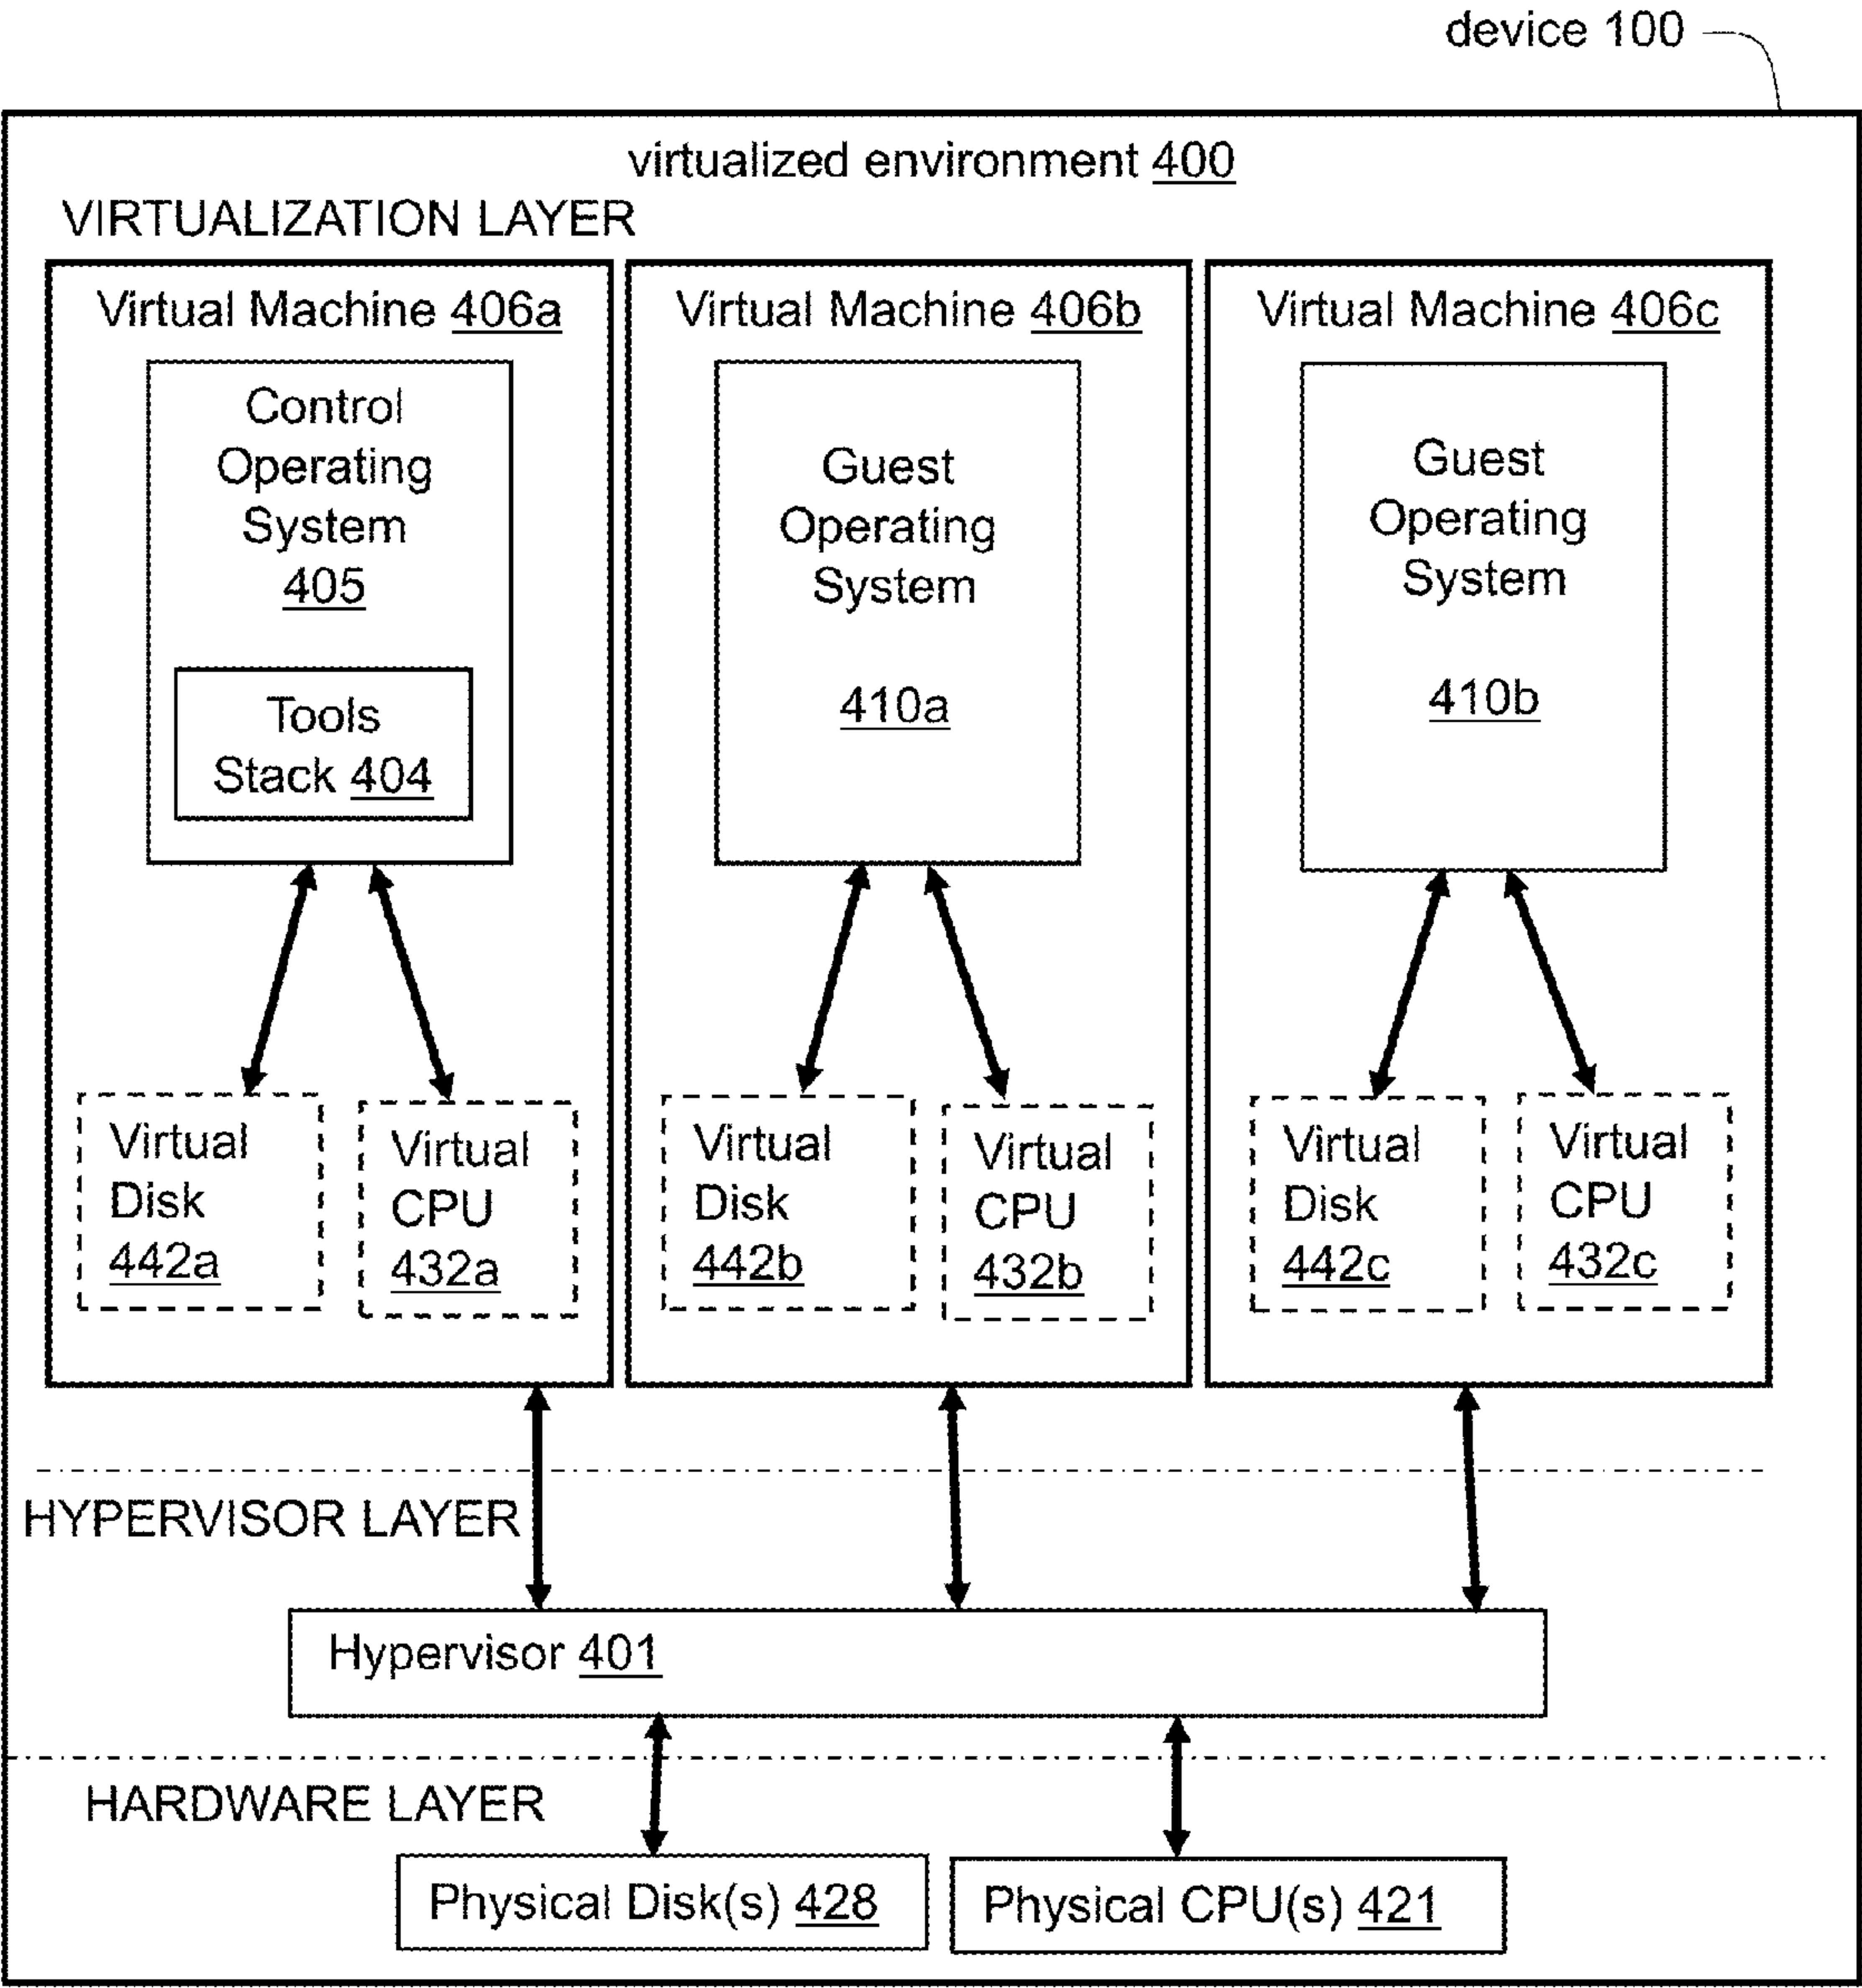 device 100
virtualized environment 400
VIRTUALIZATION LAYER
Virtual Machine 406a
Control
Operating
System
405
Tools
Stack 404
Virtual
Disk
442a
Virtual
CPU
432a
Virtual Machine 406b
Guest
Operating
System
410a
Virtual
Disk
442b
Virtual
CPU
432b
Virtual Machine 406c
Guest
Operating
System
410b
Virtual
Disk
442c
Virtual
CPU
432c
HYPERVISOR LAYER
Hypervisor 401
HARDWARE LAYER
Physical Disk(s) 428
Physical CPU(s) 421